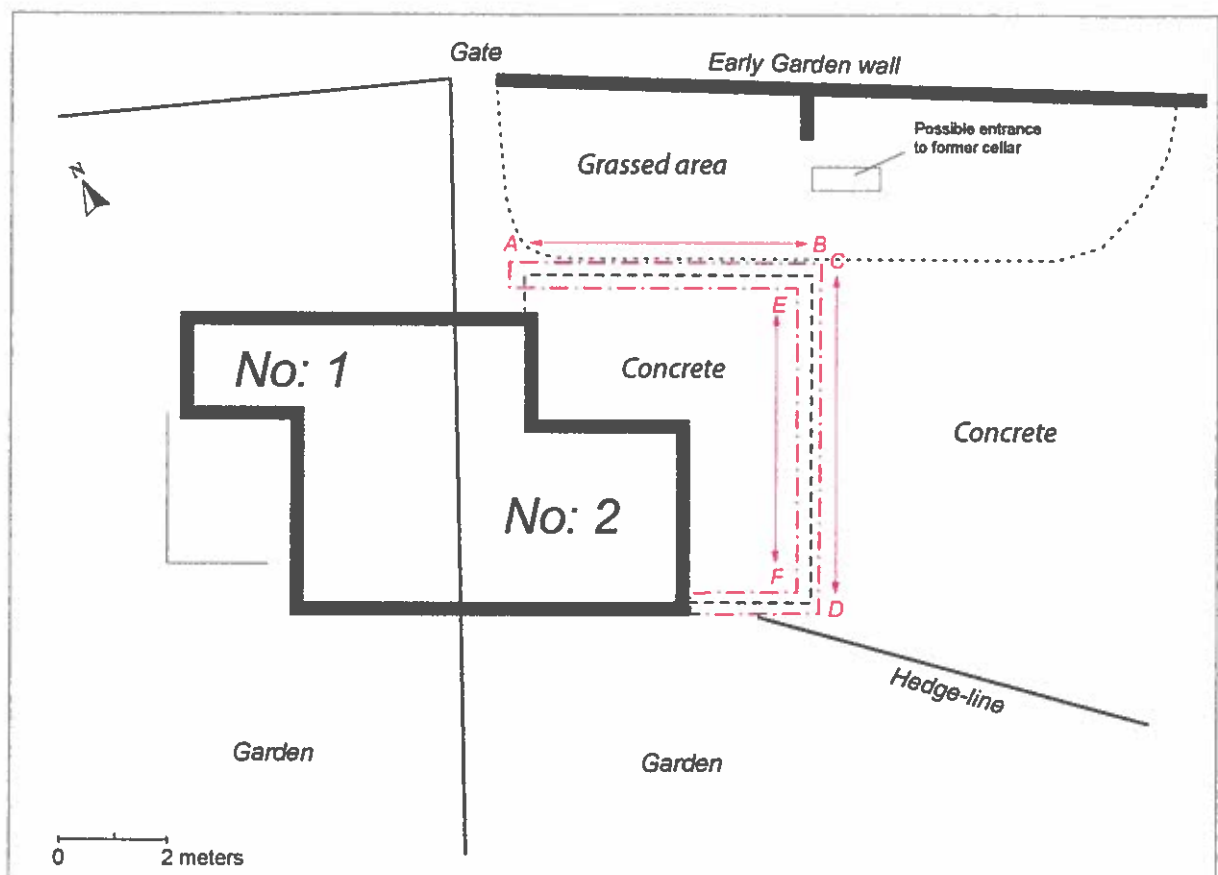 Gate
Early Garden wall
Possible entrance
to former cellar
N
Grassed area
A
B
C
E
No: 1
Concrete
Concrete
No: 2
F
D
Hedge-line
Garden
Garden
0
2 meters